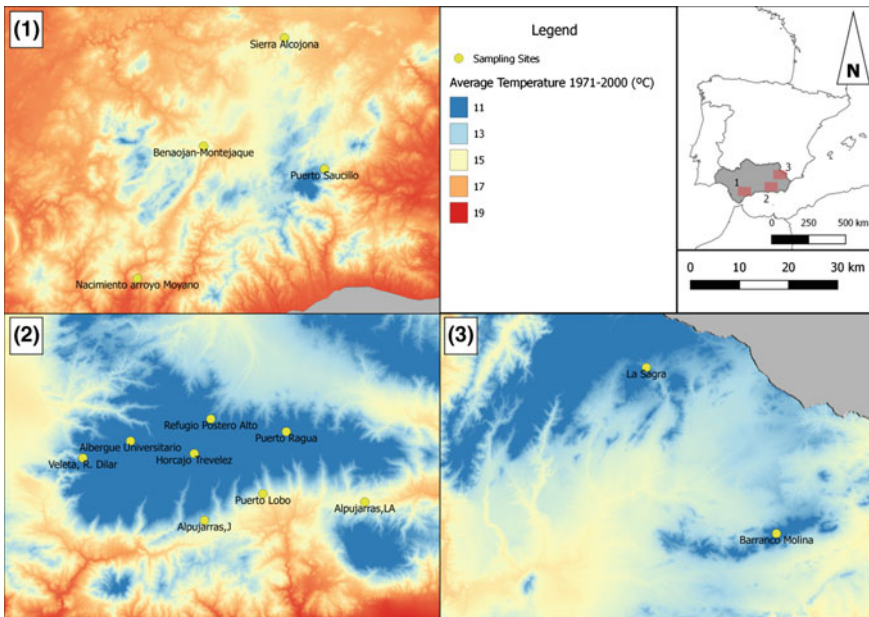 (1)
Sierra Alcojona
Benaojan-Montejaque
Puerto Saucillo
Nacimiento arroyo Moyano
Legend
Sampling Sites
Average Temperature 1971-2000 (ºC)
11
13
15
17
19
N
1
2
3
0 250 500 km
0 10 20 30 km
(2)
Refugio Postero Alto
Puerto Ragua
Albergue Universitario
Horcajo Trevelez
Veleta, R. Dilar
Puerto Lobo
Alpujarras,LA
Alpujarras,J
(3)
La Sagra
Barranco Molina